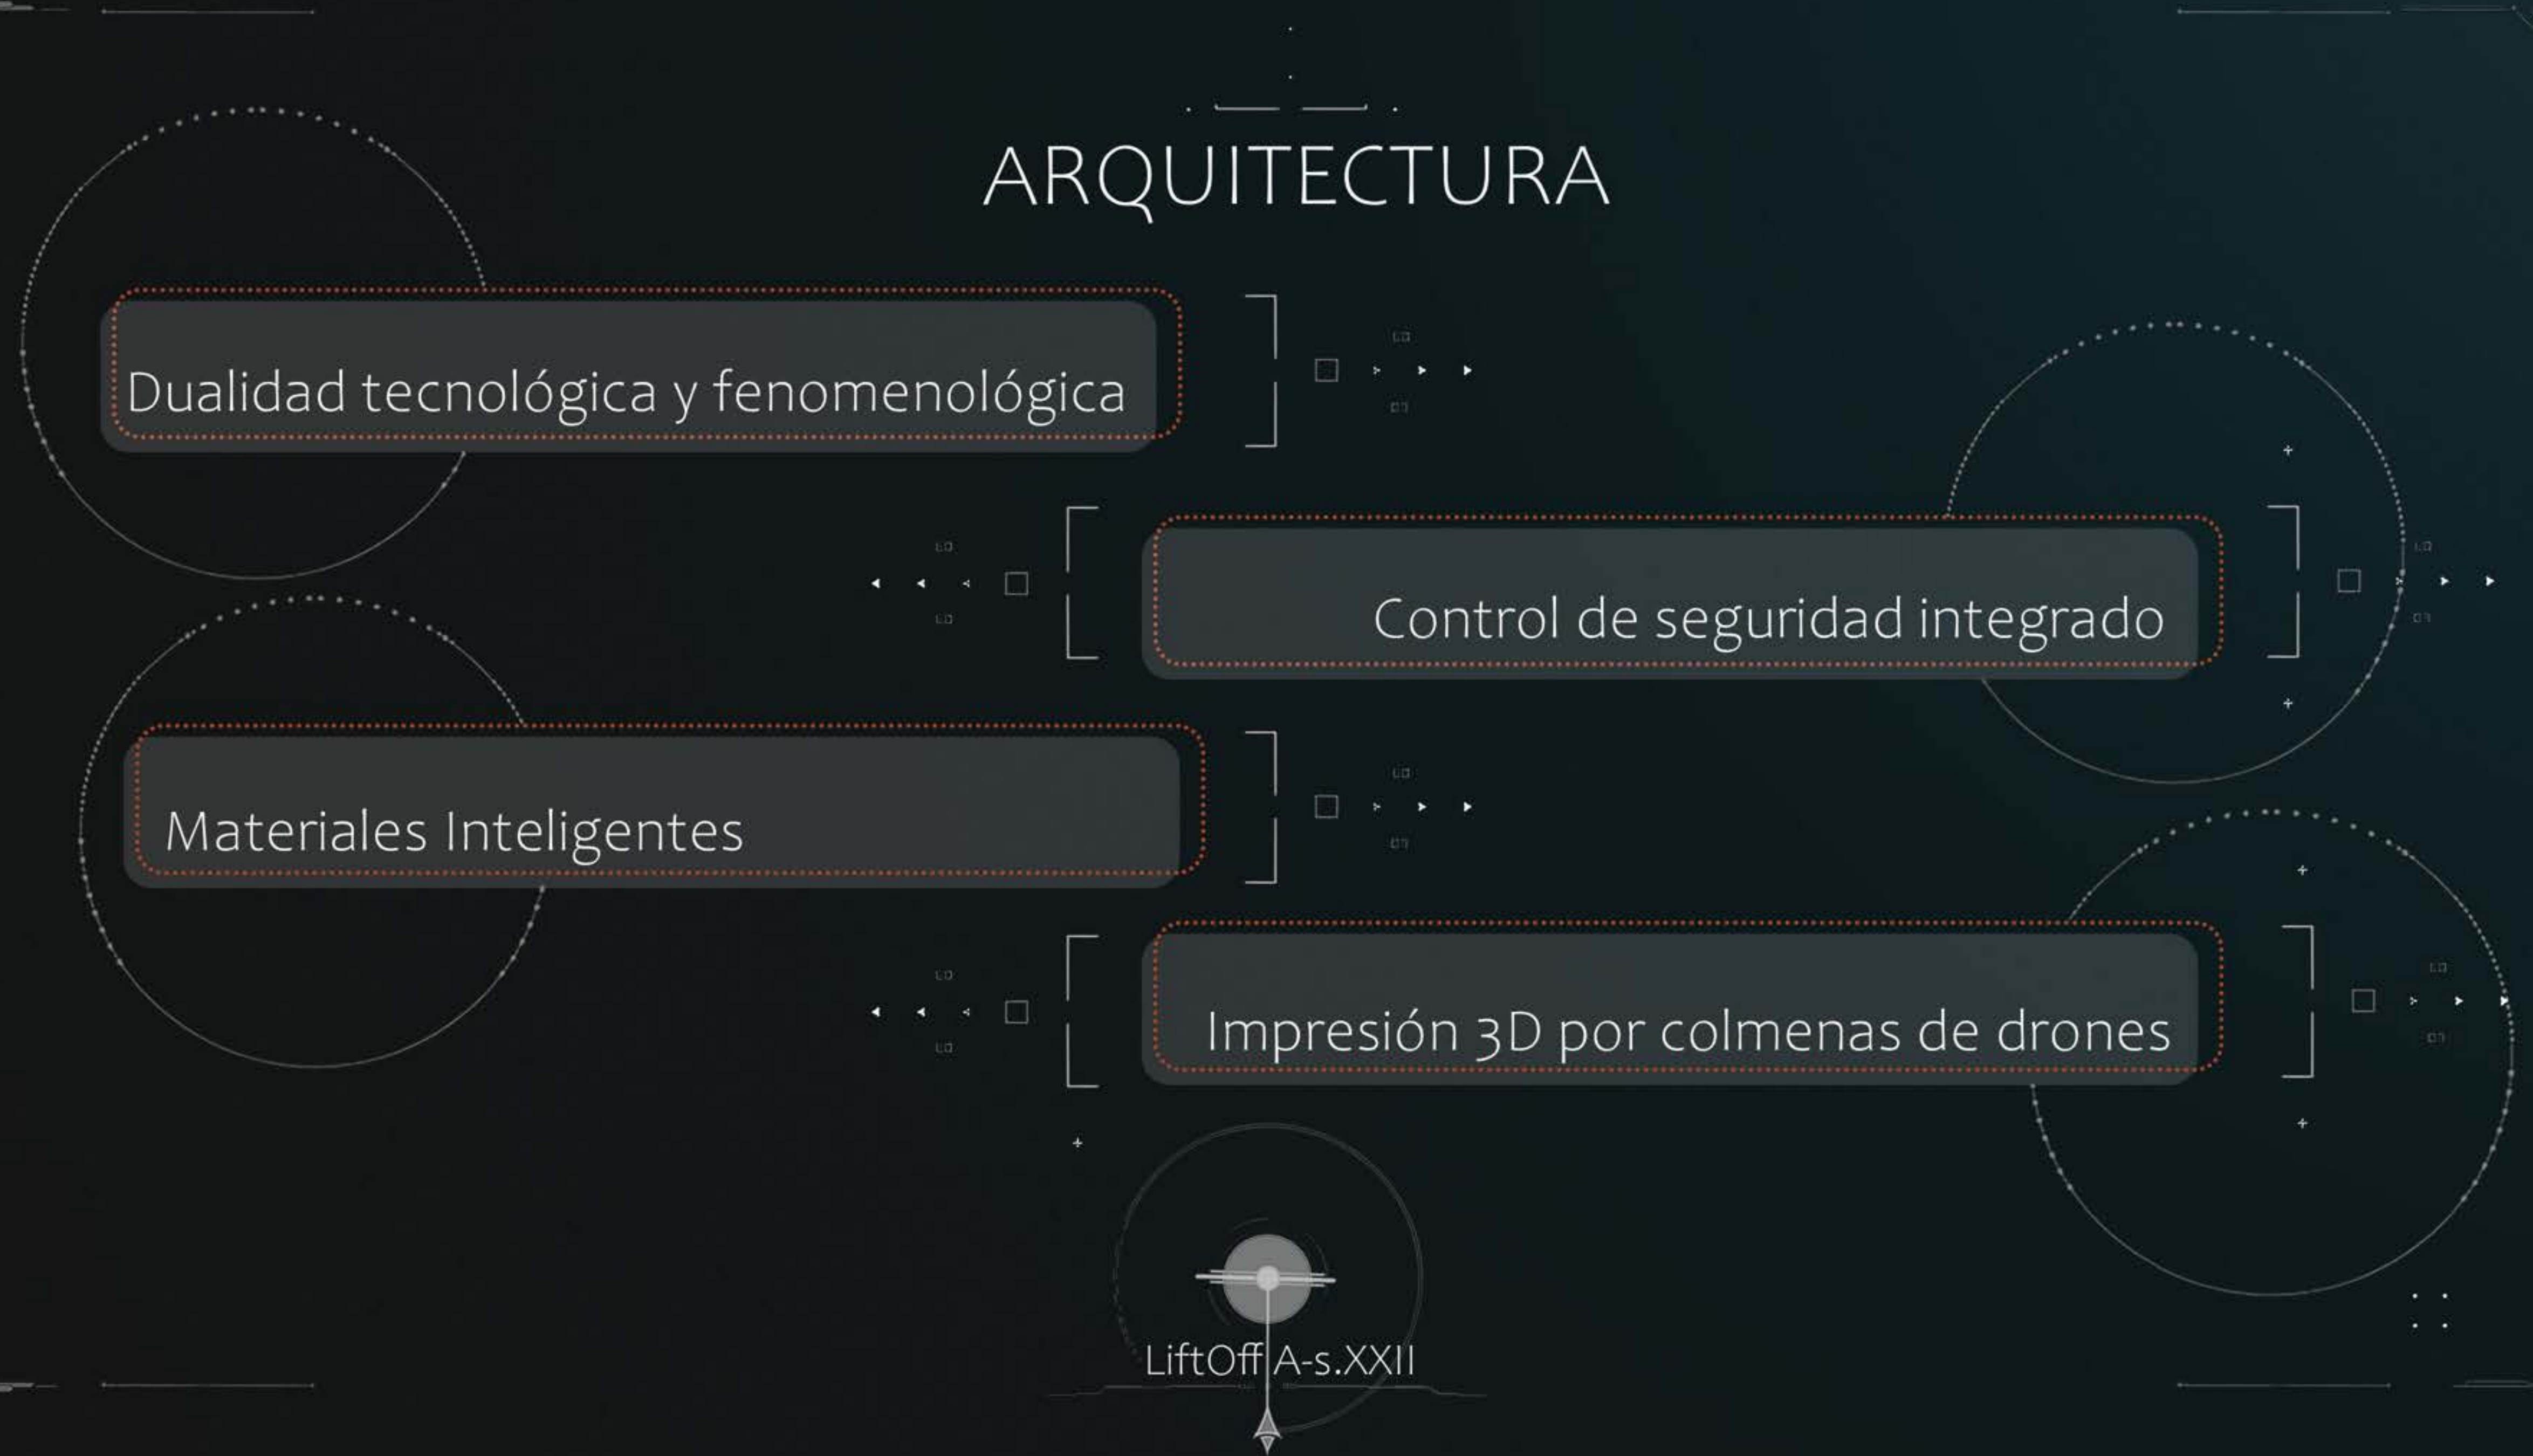 ARQUITECTURA
Dualidad tecnológica y fenomenológica
Control de seguridad integrado
Materiales Inteligentes
Impresión 3D por colmenas de drones
LiftOff A-s.XXII